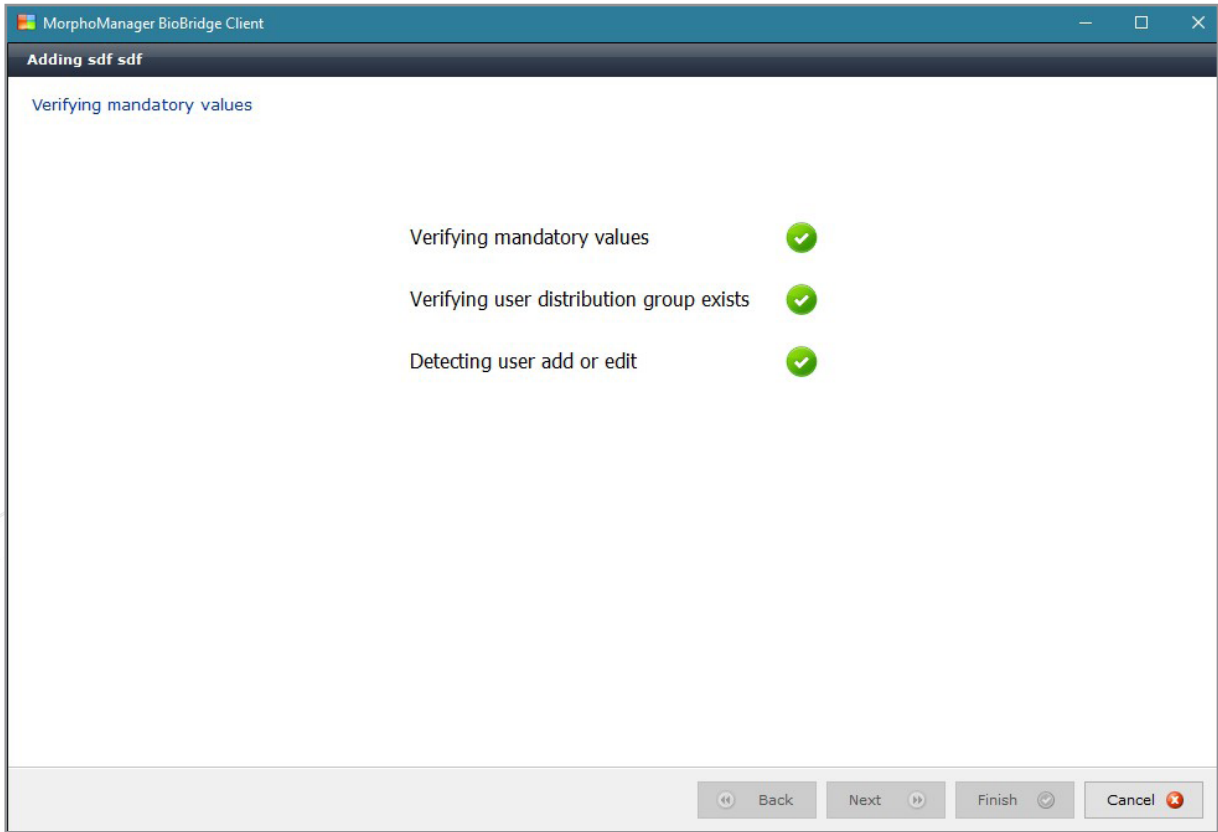 MorphoManager BioBridge Client
Adding sdf sdf
Verifying mandatory values
Verifying mandatory values
Verifying user distribution group exists
Detecting user add or edit
Back Next Finish Cancel